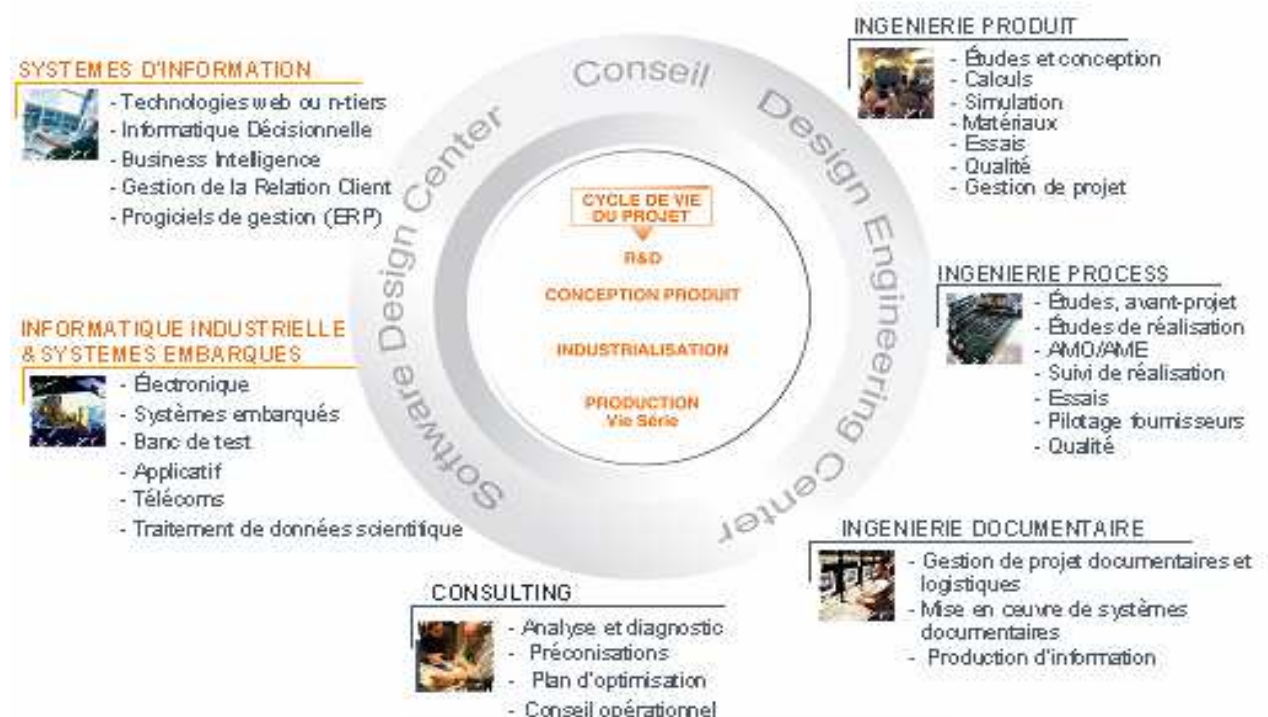 SYSTEMES D'INFORMATION
- Technologies web ou n-tiers
- Informatique Décisionnelle
- Business Intelligence
- Gestion de la Relation Client
- Progiciels de gestion (ERP)
INFORMATIQUE INDUSTRIELLE
& SYSTEMES EMBARQUES
- Électronique
- Systèmes embarqués
- Banc de test
- Applicatif
- Télécoms
- Traitement de données scientifique
Conseil
Software Design Center
Design Engineering Center
CYCLE DE VIE
DU PROJET
R&D
CONCEPTION PRODUIT
INDUSTRIALISATION
PRODUCTION
Vie Série
INGENIERIE PRODUIT
- Études et conception
- Calculs
- Simulation
- Matériaux
- Essais
- Qualité
- Gestion de projet
INGENIERIE PROCESS
- Études, avant-projet
- Études de réalisation
- AMO/AME
- Suivi de réalisation
- Essais
- Pilotage fournisseurs
- Qualité
INGENIERIE DOCUMENTAIRE
- Gestion de projet documentaires et
logistiques
- Mise en œuvre de systèmes
documentaires
- Production d'information
CONSULTING
- Analyse et diagnostic
- Préconisations
- Plan d'optimisation
- Conseil opérationnel